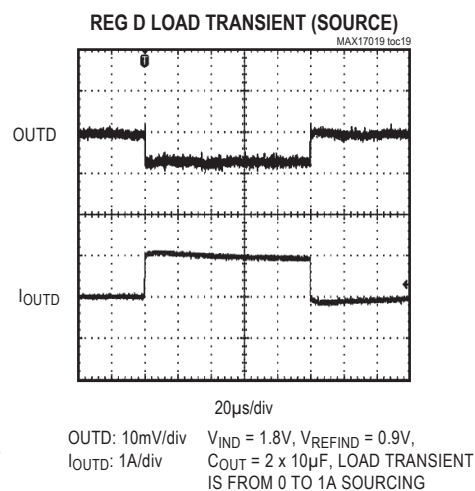 REG D LOAD TRANSIENT (SOURCE)
MAX17019 toc19
T
OUTD
IOUTD
20µs/div
OUTD: 10mV/div
IOUTD: 1A/div
VIND = 1.8V, VREFIND = 0.9V,
COUT = 2 x 10µF, LOAD TRANSIENT
IS FROM 0 TO 1A SOURCING